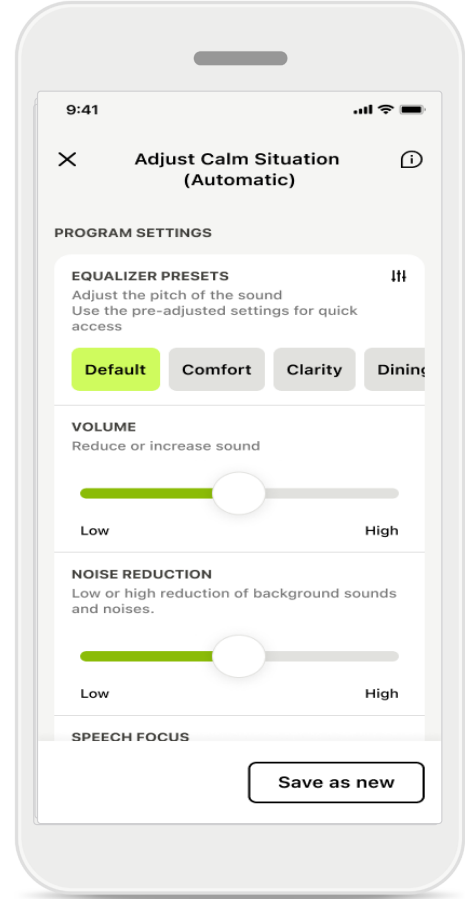 9:41
Adjust Calm Situation
(Automatic)
PROGRAM SETTINGS
EQUALIZER PRESETS
Adjust the pitch of the sound
Use the pre-adjusted settings for quick
access
Default Comfort Clarity Dining
VOLUME
Reduce or increase sound
Low High
NOISE REDUCTION
Low or high reduction of background sounds
and noises.
Low High
SPEECH FOCUS
Save as new